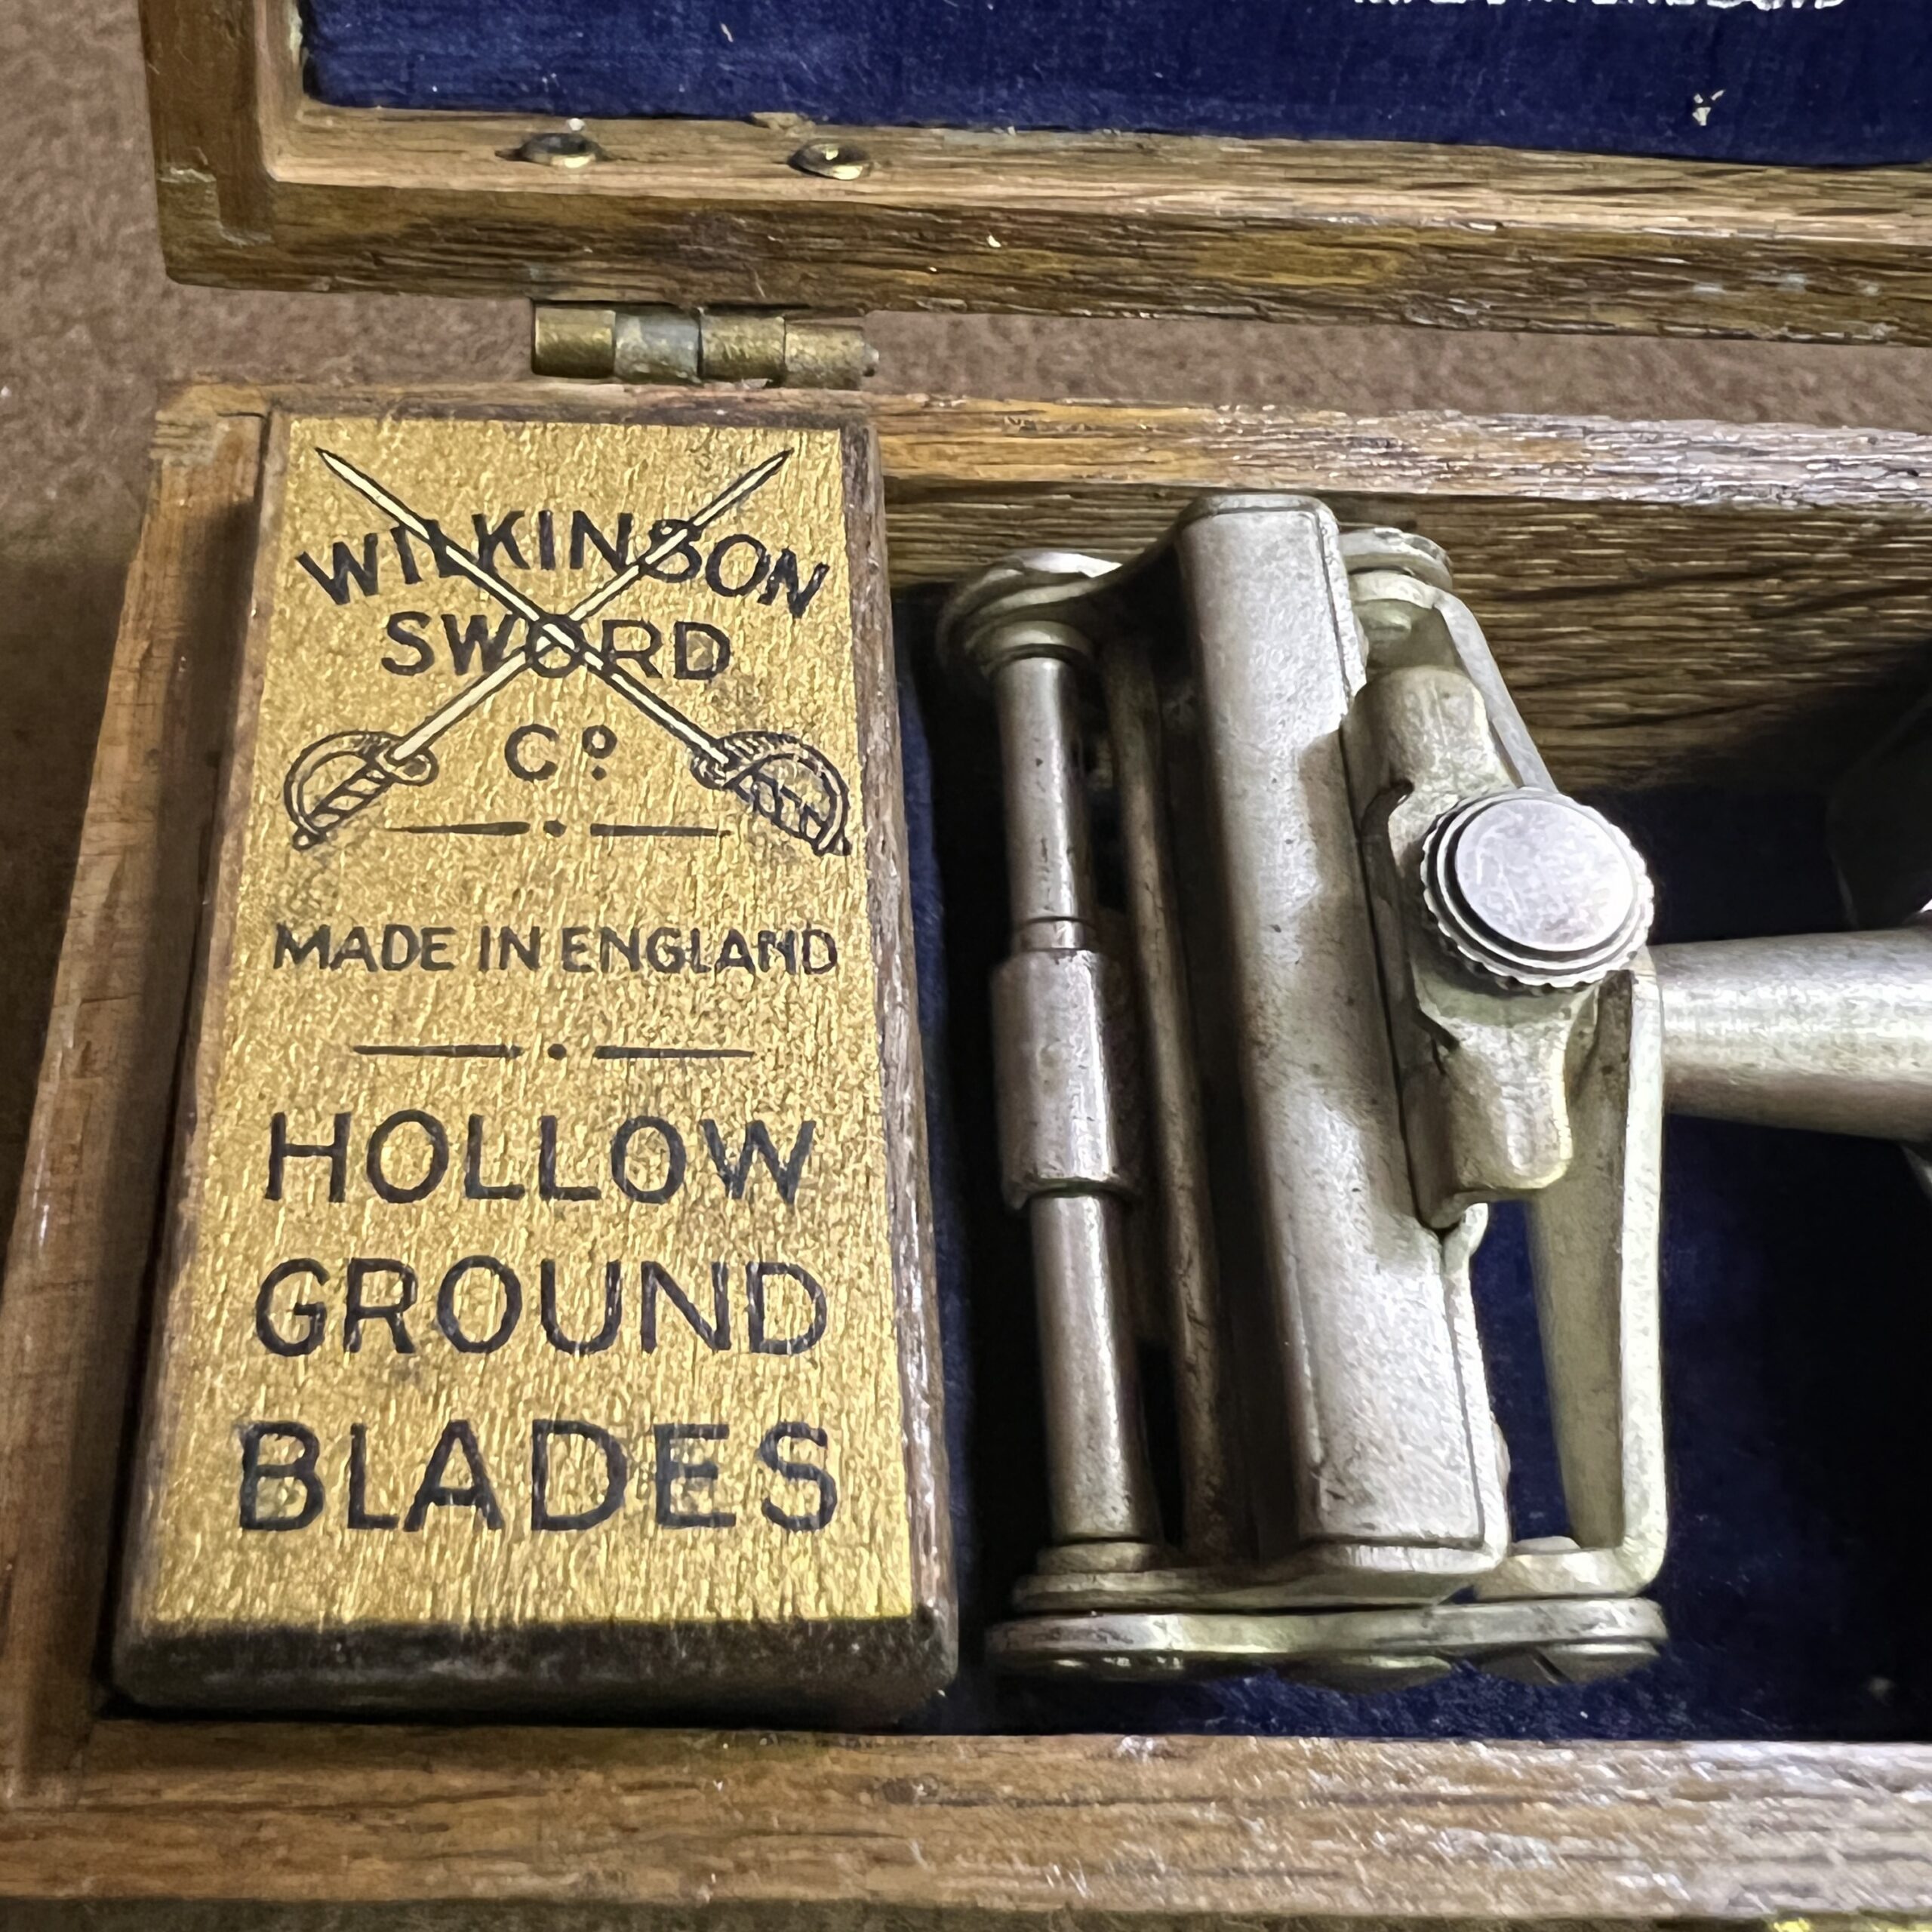 WILKINSON
SWORD
Cº
MADE IN ENGLAND
HOLLOW
GROUND
BLADES